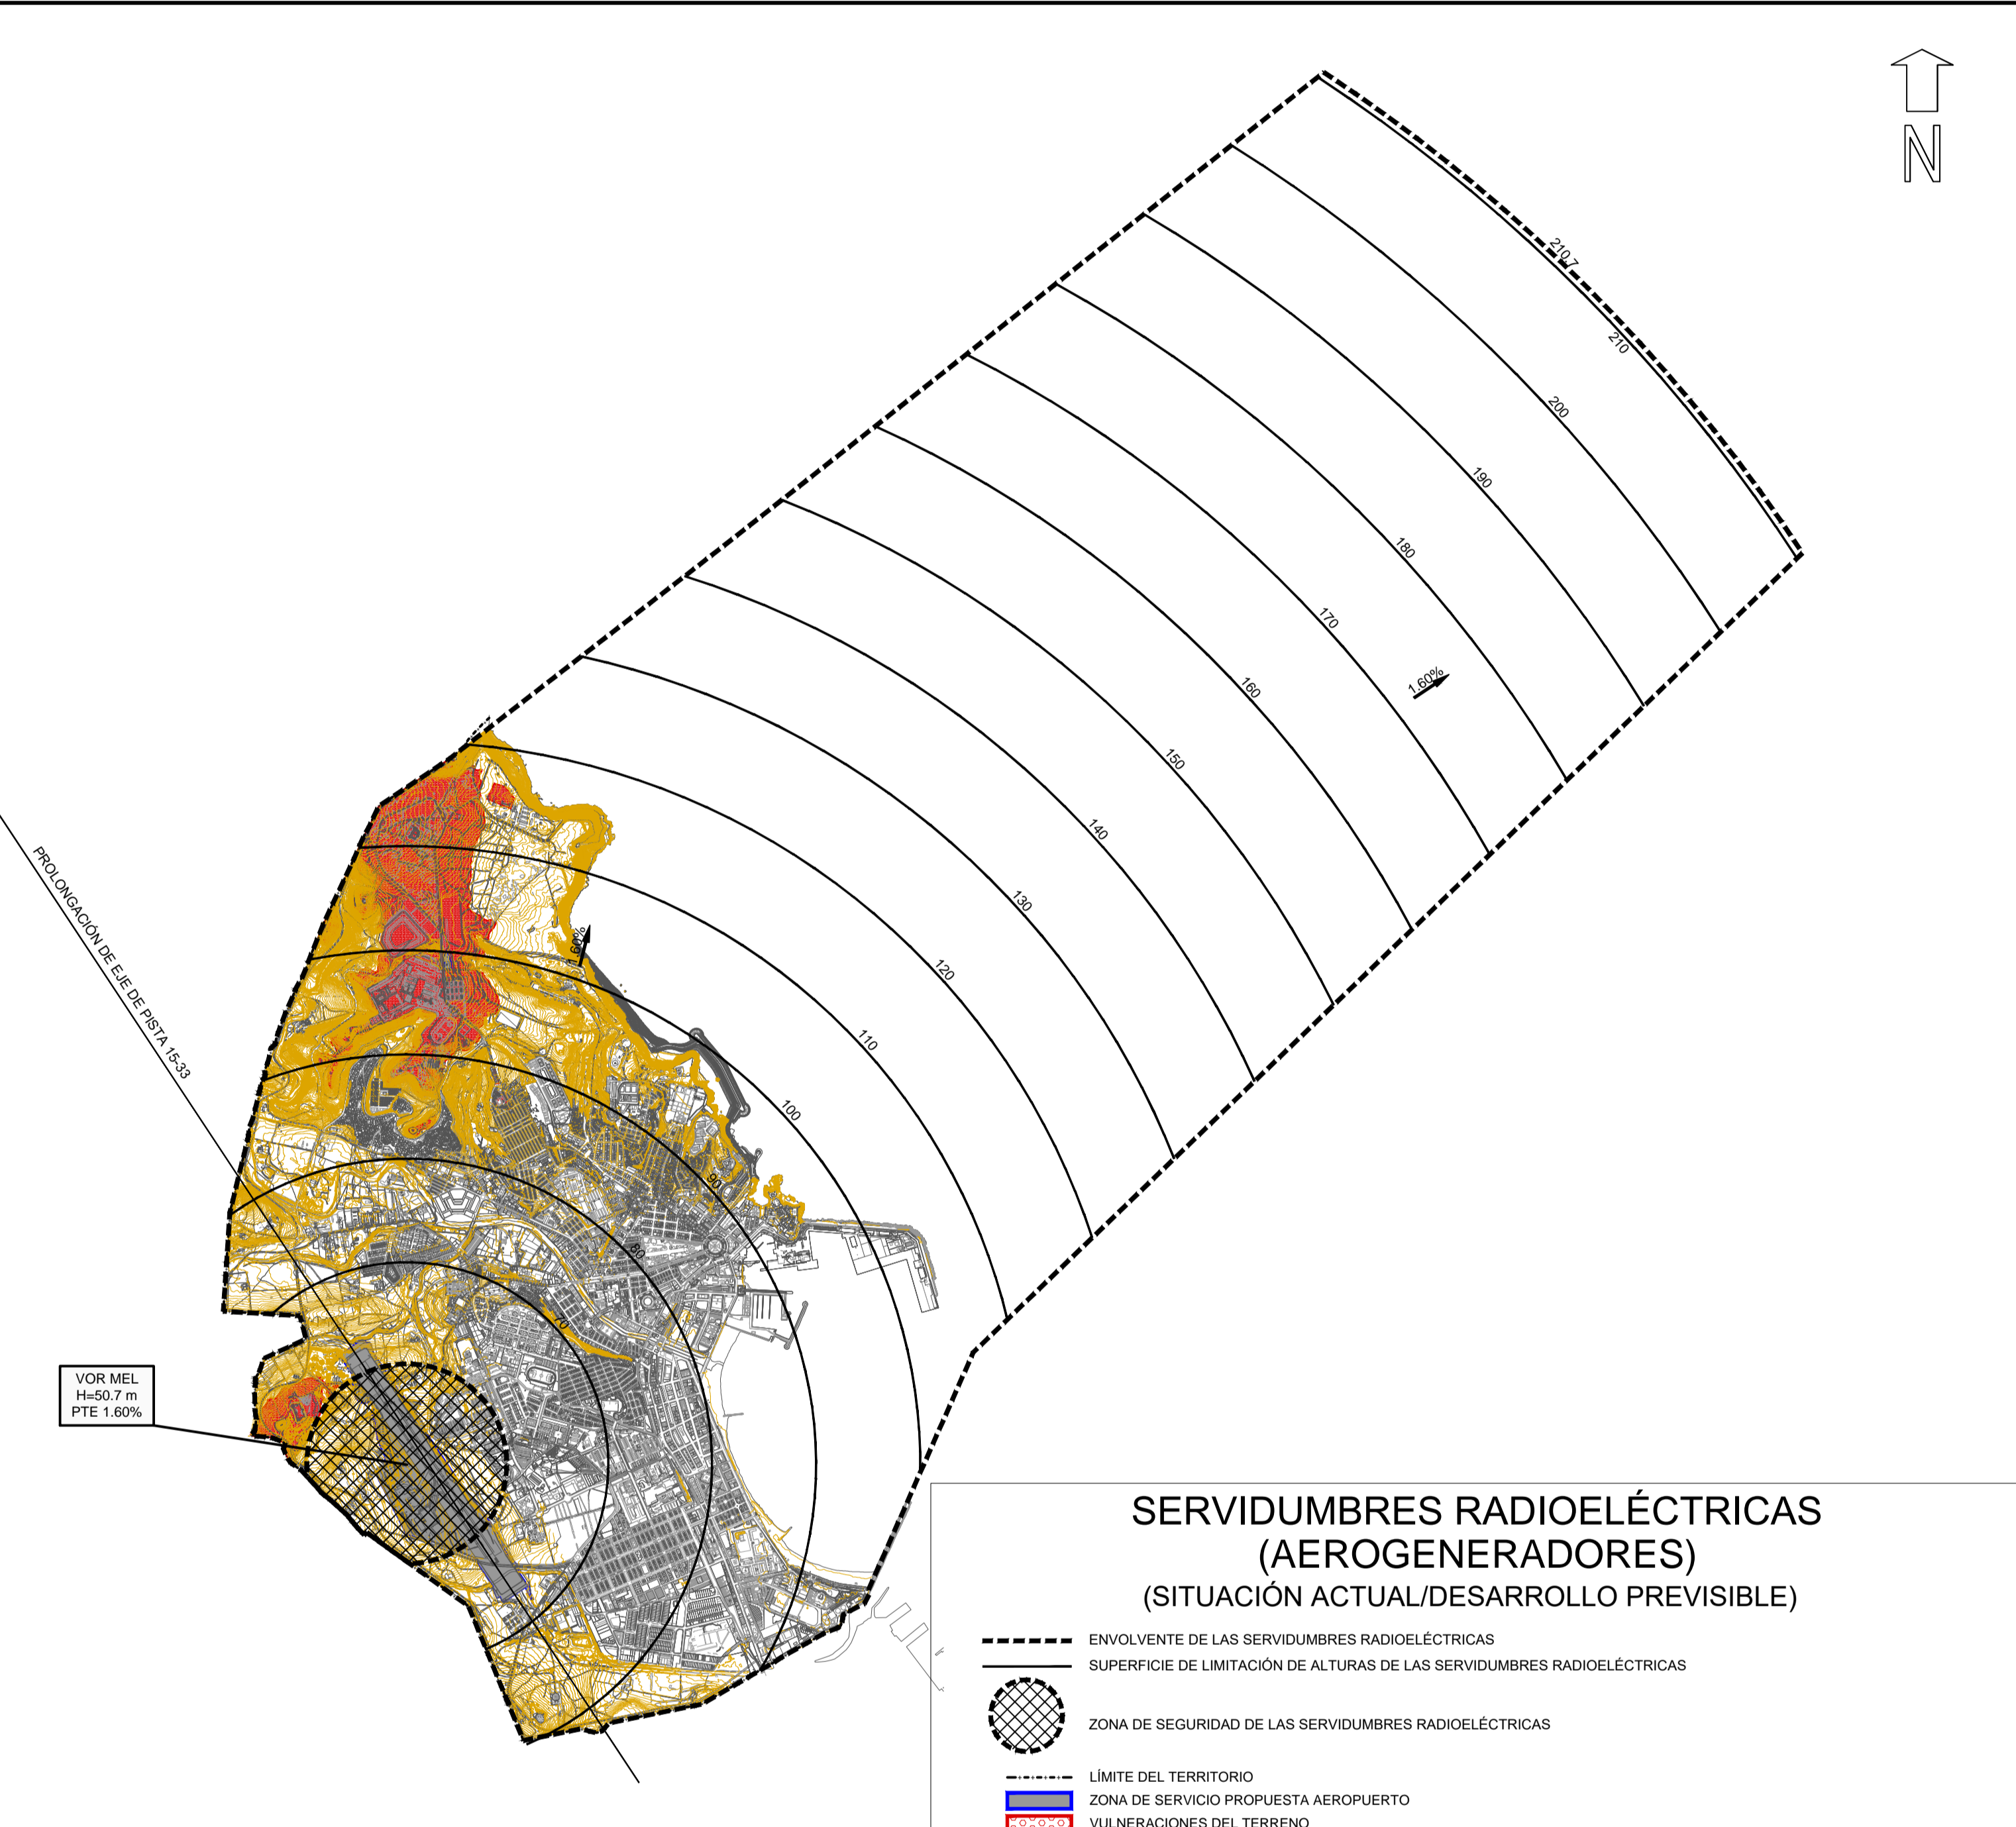 N
210.7
210
200
190
180
170
1.60%
160
150
140
130
120
110
100
90
80
70
1.60%
PROLONGACIÓN DE EJE DE PISTA 15-33
VOR MEL
H=50.7 m
PTE 1.60%
SERVIDUMBRES RADIOELÉCTRICAS
(AEROGENERADORES)
(SITUACIÓN ACTUAL/DESARROLLO PREVISIBLE)
ENVOLVENTE DE LAS SERVIDUMBRES RADIOELÉCTRICAS
SUPERFICIE DE LIMITACIÓN DE ALTURAS DE LAS SERVIDUMBRES RADIOELÉCTRICAS
ZONA DE SEGURIDAD DE LAS SERVIDUMBRES RADIOELÉCTRICAS
LÍMITE DEL TERRITORIO
ZONA DE SERVICIO PROPUESTA AEROPUERTO
VULNERACIONES DEL TERRENO